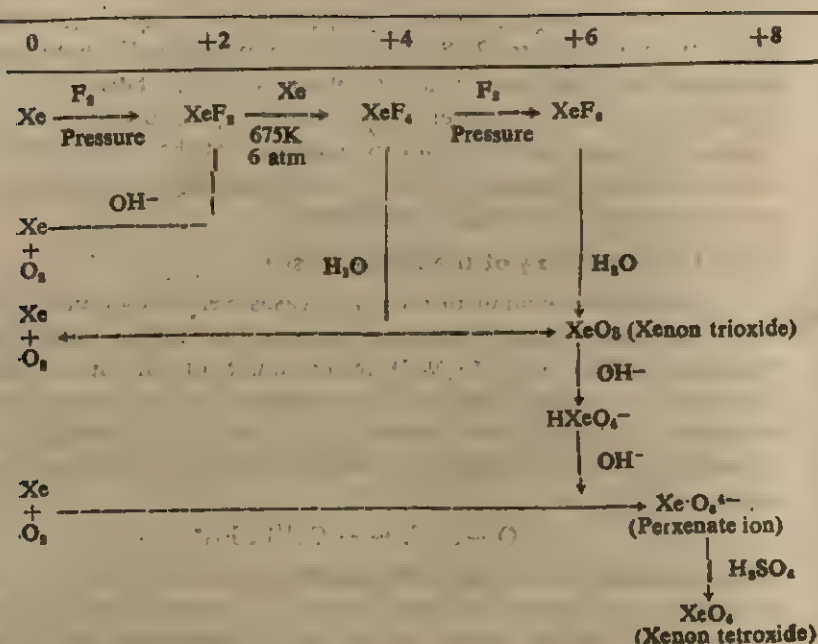 0 +2 +4 +6 +8
F₂ Xe F₂
Xe XeF₂ XeF₄ XeF₆
Pressure 675K Pressure
6 atm
OH⁻
Xe
+
O₂ H₂O H₂O
Xe
+ XeO₃ (Xenon trioxide)
O₂
OH⁻
HXeO₄⁻
OH⁻
Xe
+ Xe·O₆⁴⁻
O₂ (Perxenate ion)
H₂SO₄
XeO₄
(Xenon tetroxide)